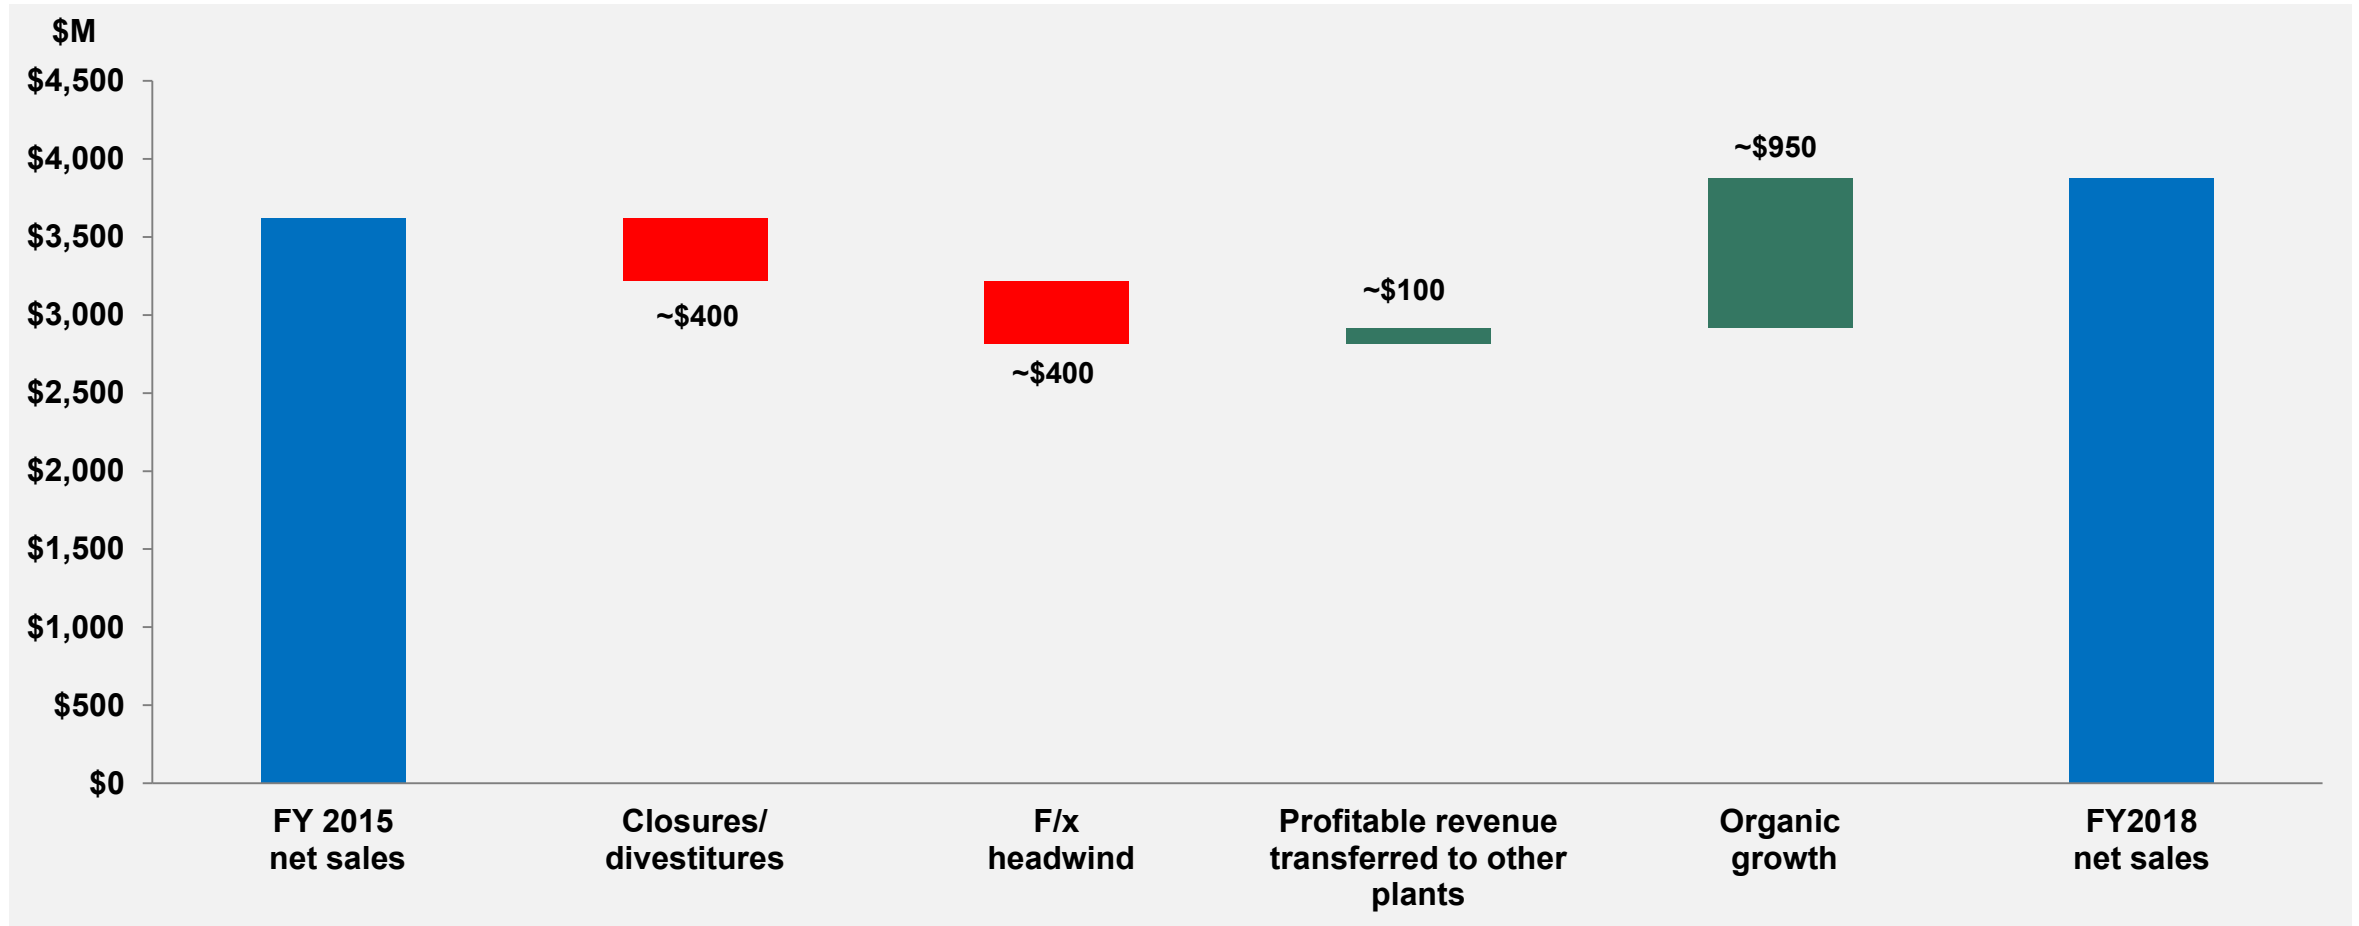 $M
$4,500
$4,000
$3,500
$3,000
$2,500
$2,000
$1,500
$1,000
$500
$0
~$400
~$400
~$100
~$950
FY 2015
net sales
Closures/
divestitures
F/x
headwind
Profitable revenue
transferred to other
plants
Organic
growth
FY2018
net sales